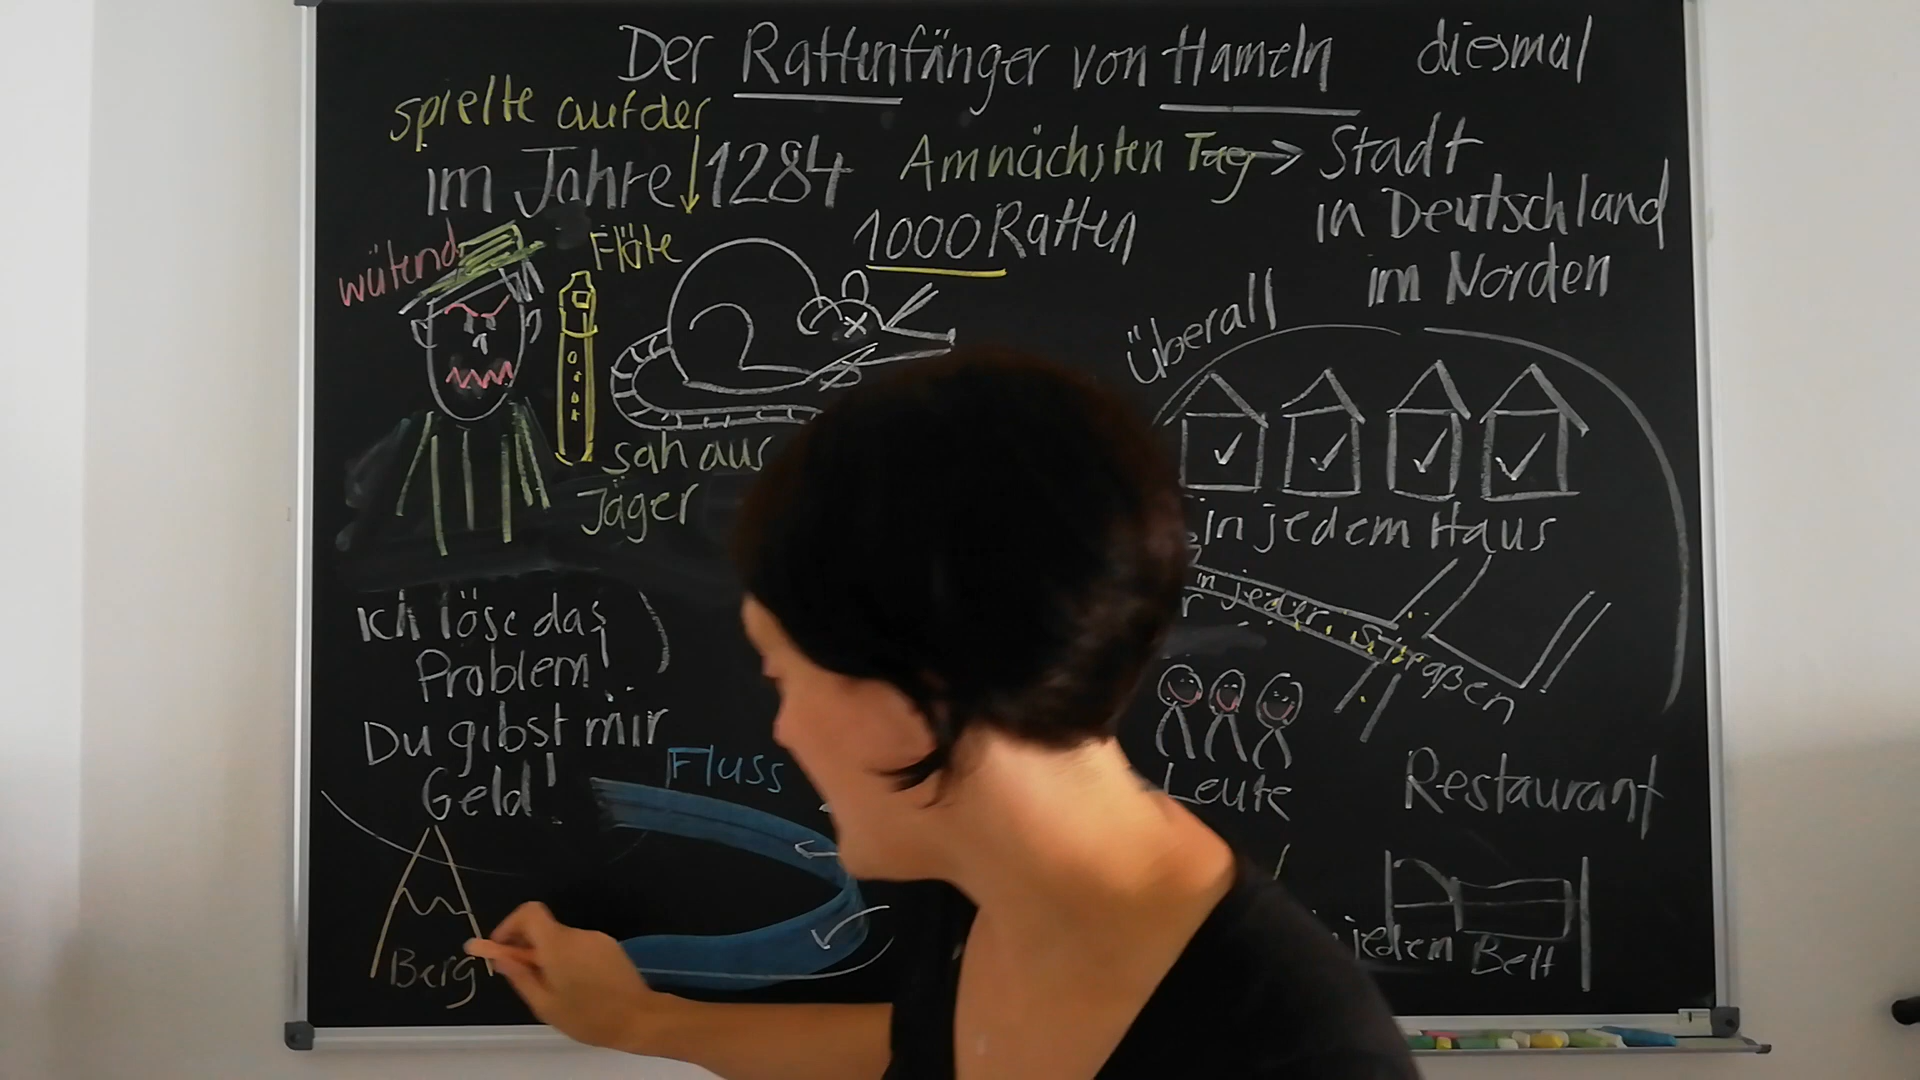 Der Rattenfänger von Hameln
diesmal
spielte auf der
im Jahre 1284
Am nächsten Tag
Stadt
in Deutschland
im Norden
1000 Ratten
wütend
Flöte
überall
sah aus
Jäger
in jedem Haus
in jeder Straßen
Ich löse das
Problem!
Du gibst mir
Geld!
Fluss
Leute
Restaurant
Berg
jedem Bett